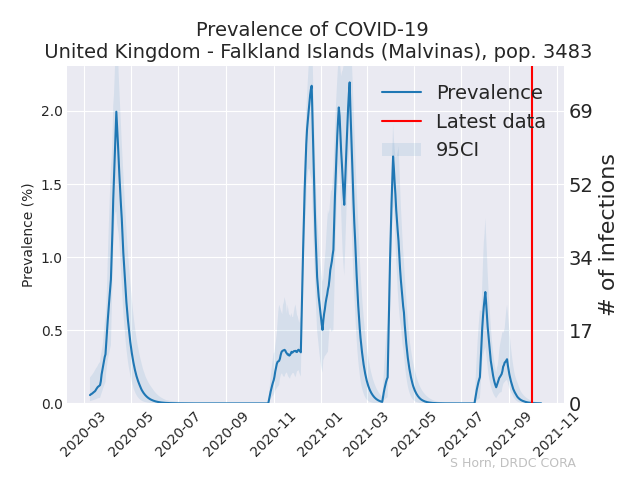 Prevalence of COVID-19
United Kingdom - Falkland Islands (Malvinas), pop. 3483
Prevalence
Latest data
95CI
Prevalence (%)
2.0
1.5
1.0
0.5
0.0
# of infections
69
52
34
17
0
2020-03
2020-05
2020-07
2020-09
2020-11
2021-01
2021-03
2021-05
2021-07
2021-09
2021-11
S Horn, DRDC CORA